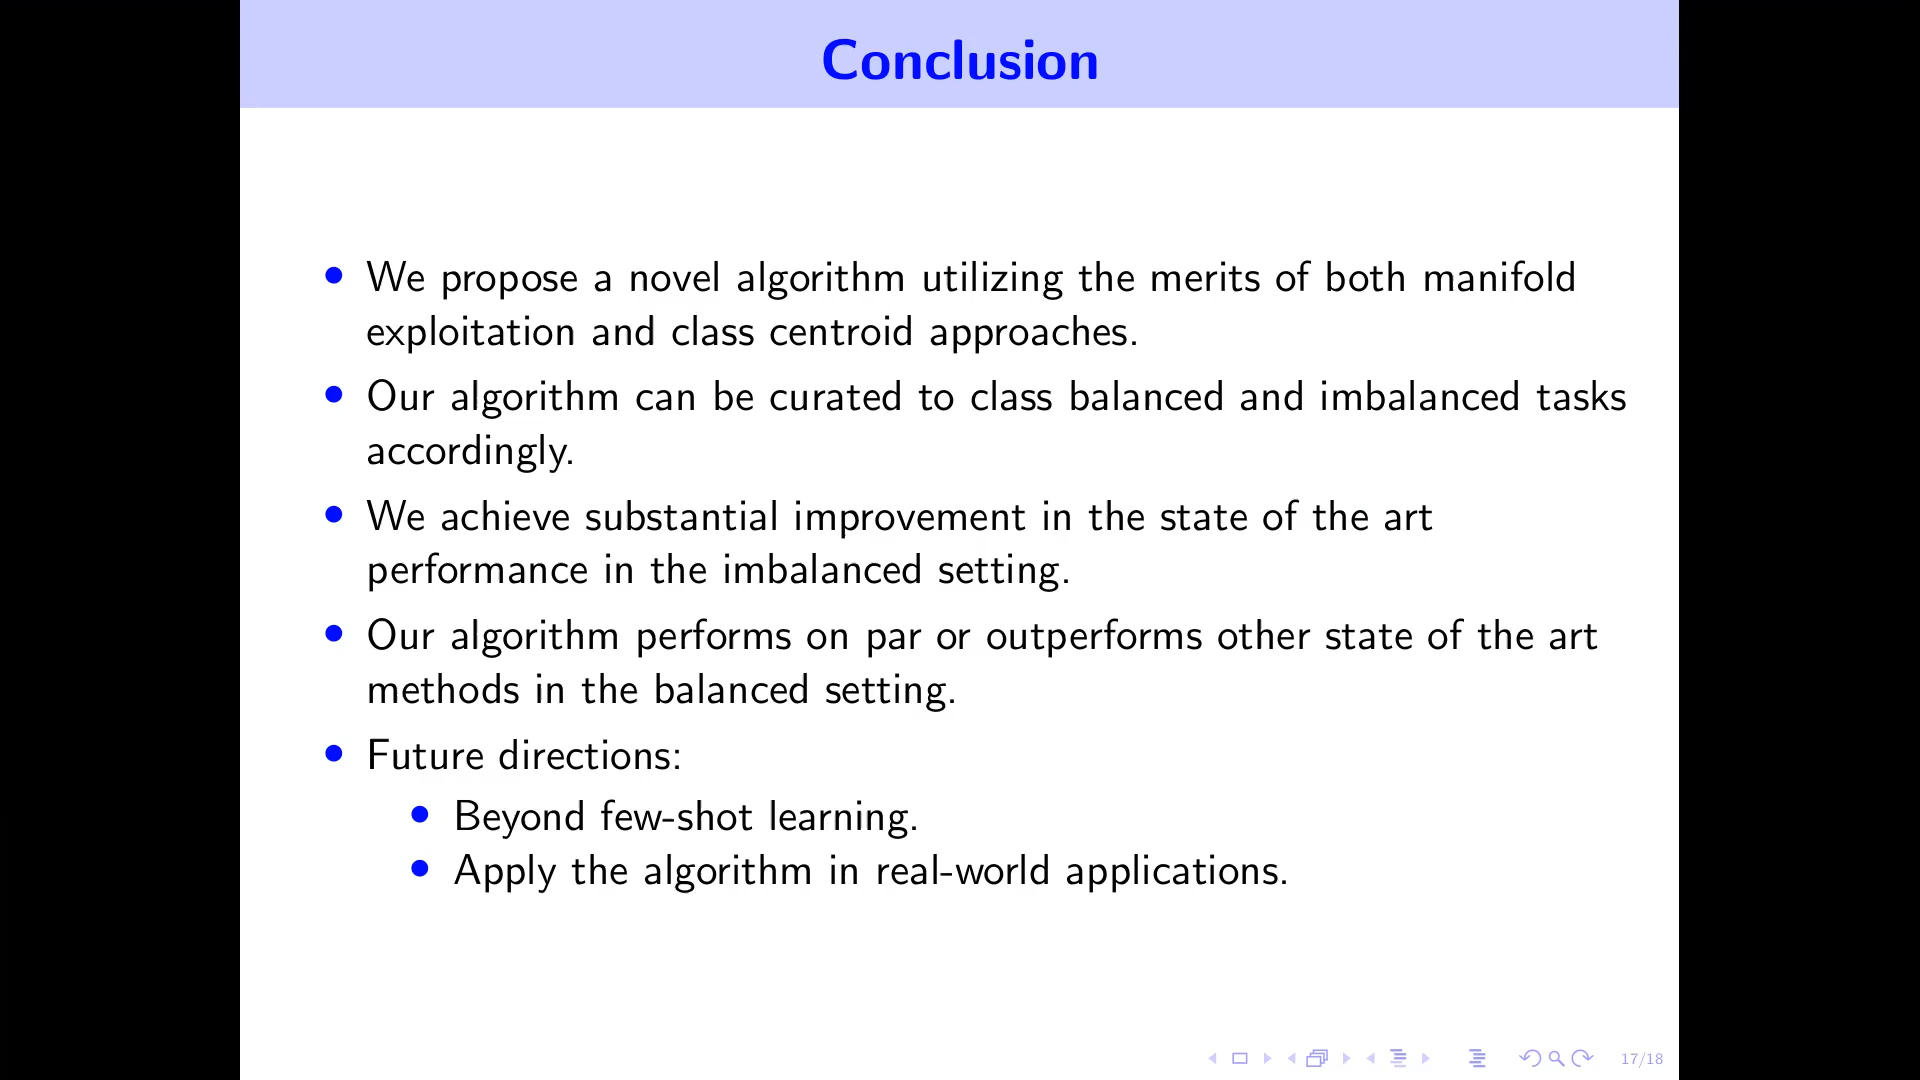 Conclusion
• We propose a novel algorithm utilizing the merits of both manifold
exploitation and class centroid approaches.
• Our algorithm can be curated to class balanced and imbalanced tasks
accordingly.
• We achieve substantial improvement in the state of the art
performance in the imbalanced setting.
• Our algorithm performs on par or outperforms other state of the art
methods in the balanced setting.
• Future directions:
• Beyond few-shot learning.
• Apply the algorithm in real-world applications.
17/18